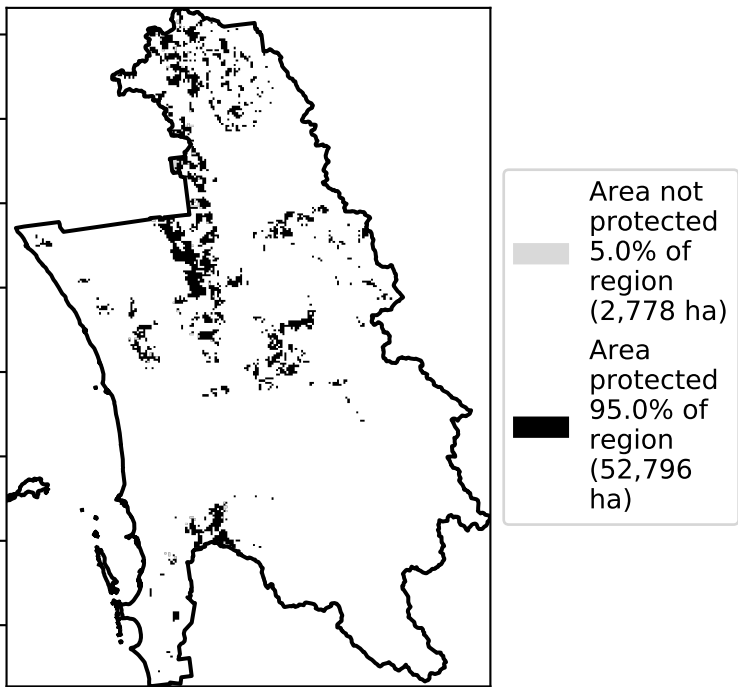 Area not
protected
5.0% of
region
(2,778 ha)
Area
protected
95.0% of
region
(52,796
ha)